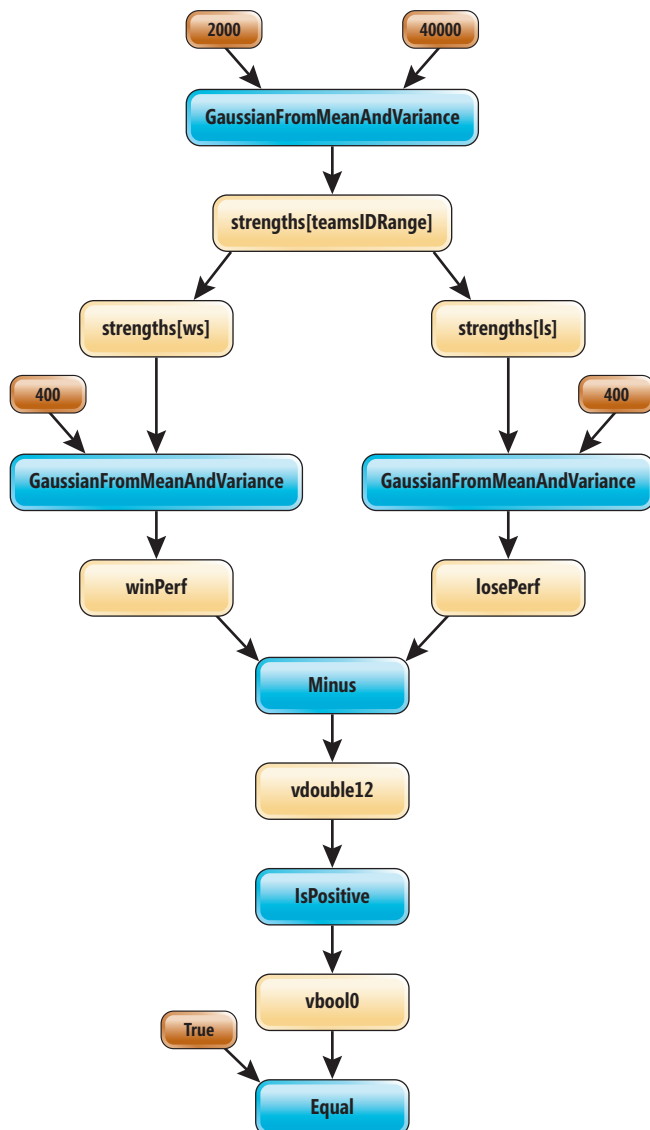 2000
40000
GaussianFromMeanAndVariance
strengths[teamsIDRange]
strengths[ws]
strengths[ls]
400
400
GaussianFromMeanAndVariance
GaussianFromMeanAndVariance
winPerf
losePerf
Minus
vdouble12
IsPositive
vbool0
True
Equal